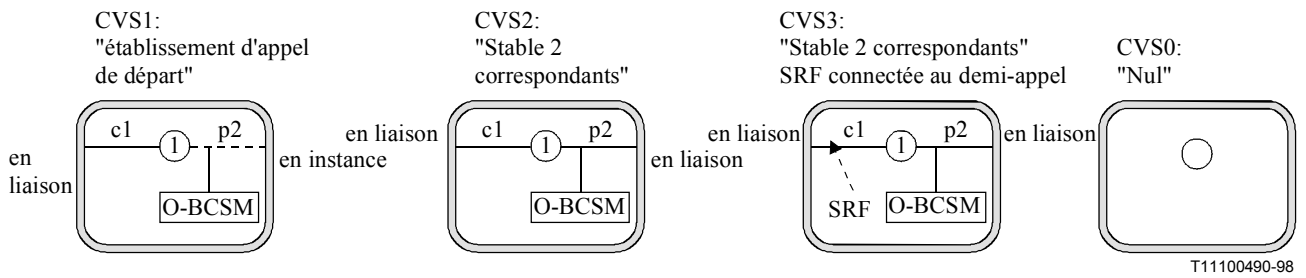 CVS1:
"établissement d'appel
de départ"
en
liaison
c1
1
p2
en instance
O-BCSM
CVS2:
"Stable 2
correspondants"
en liaison
c1
1
p2
en liaison
O-BCSM
CVS3:
"Stable 2 correspondants"
SRF connectée au demi-appel
en liaison
c1
1
p2
en liaison
SRF
O-BCSM
CVS0:
"Nul"
T11100490-98